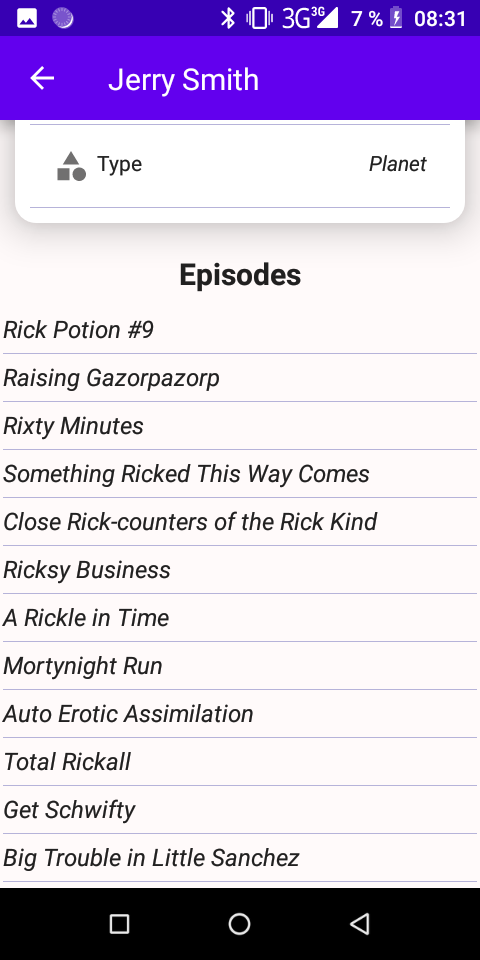 3G 3G 7 % 08:31
Jerry Smith
Type Planet
Episodes
Rick Potion #9
Raising Gazorpazorp
Rixty Minutes
Something Ricked This Way Comes
Close Rick-counters of the Rick Kind
Ricksy Business
A Rickle in Time
Mortynight Run
Auto Erotic Assimilation
Total Rickall
Get Schwifty
Big Trouble in Little Sanchez